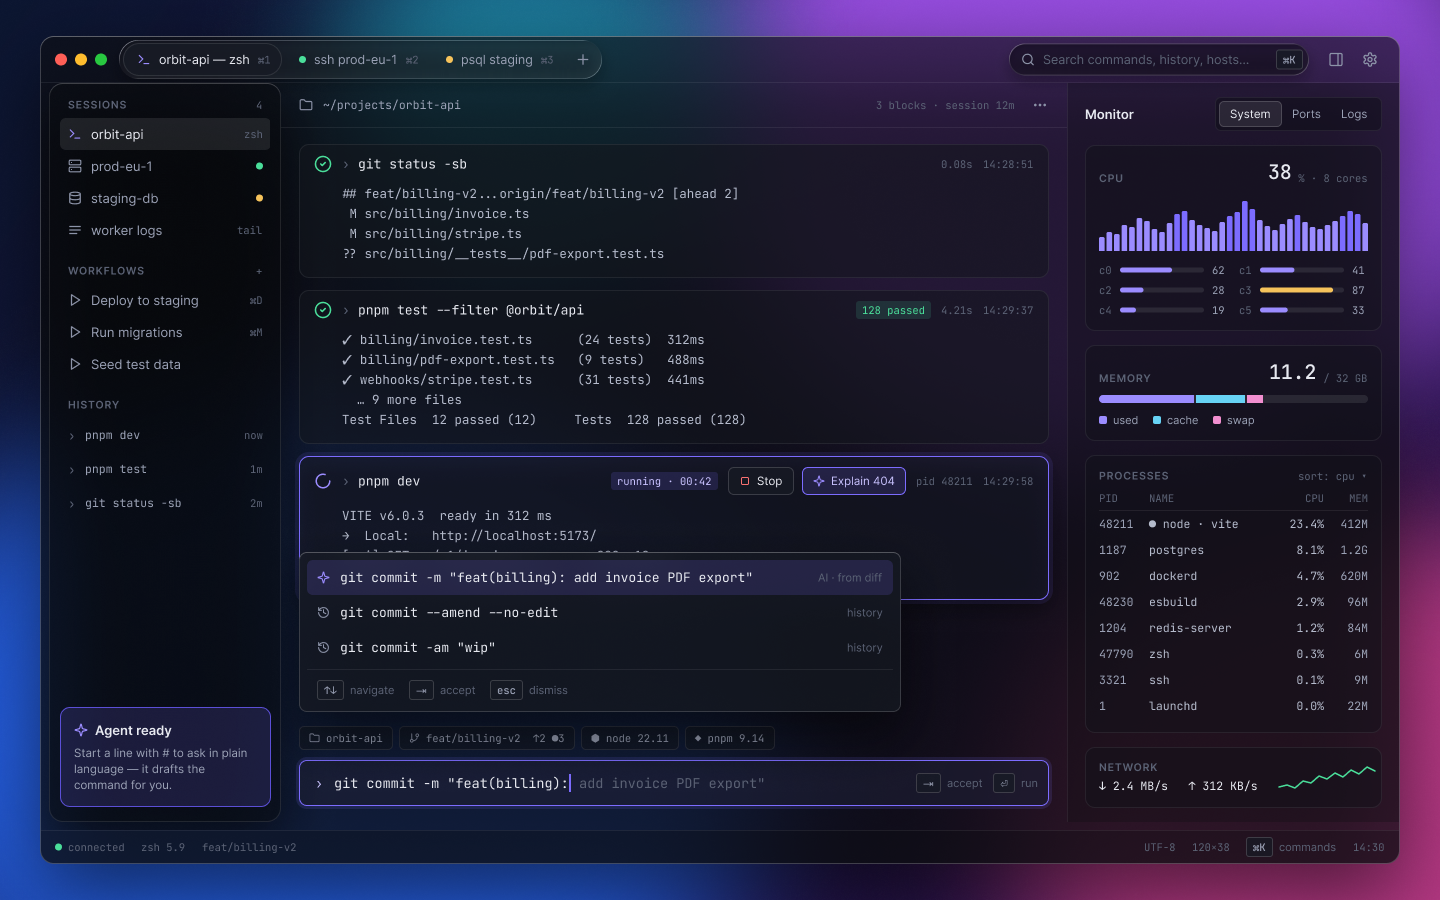 orbit-api — zsh ⌘1
ssh prod-eu-1 ⌘2
psql staging ⌘3
+
Search commands, history, hosts... ⌘K
SESSIONS 4
orbit-api zsh
prod-eu-1
staging-db
worker logs tail
WORKFLOWS +
Deploy to staging ⌘D
Run migrations ⌘M
Seed test data
HISTORY
› pnpm dev now
› pnpm test 1m
› git status -sb 2m
Agent ready
Start a line with # to ask in plain
language — it drafts the
command for you.
~/projects/orbit-api 3 blocks · session 12m
› git status -sb 0.08s 14:28:51
## feat/billing-v2...origin/feat/billing-v2 [ahead 2]
M src/billing/invoice.ts
M src/billing/stripe.ts
?? src/billing/__tests__/pdf-export.test.ts
› pnpm test --filter @orbit/api 128 passed 4.21s 14:29:37
✓ billing/invoice.test.ts (24 tests) 312ms
✓ billing/pdf-export.test.ts (9 tests) 488ms
✓ webhooks/stripe.test.ts (31 tests) 441ms
… 9 more files
Test Files 12 passed (12) Tests 128 passed (128)
› pnpm dev running · 00:42 Stop Explain 404 pid 48211 14:29:58
VITE v6.0.3 ready in 312 ms
→ Local: http://localhost:5173/
git commit -m "feat(billing): add invoice PDF export" AI · from diff
git commit --amend --no-edit history
git commit -am "wip" history
↑↓ navigate ⇥ accept esc dismiss
orbit-api
feat/billing-v2 ↑2 ●3
⬢ node 22.11
◆ pnpm 9.14
› git commit -m "feat(billing): add invoice PDF export" ⇥ accept ⏎ run
Monitor
System Ports Logs
CPU 38 % · 8 cores
c0 62 c1 41
c2 28 c3 87
c4 19 c5 33
MEMORY 11.2 / 32 GB
used cache swap
PROCESSES sort: cpu ▾
PID NAME CPU MEM
48211 ● node · vite 23.4% 412M
1187 postgres 8.1% 1.2G
902 dockerd 4.7% 620M
48230 esbuild 2.9% 96M
1204 redis-server 1.2% 84M
47790 zsh 0.3% 6M
3321 ssh 0.1% 9M
1 launchd 0.0% 22M
NETWORK
↓ 2.4 MB/s ↑ 312 KB/s
connected zsh 5.9 feat/billing-v2
UTF-8 120×38 ⌘K commands 14:30